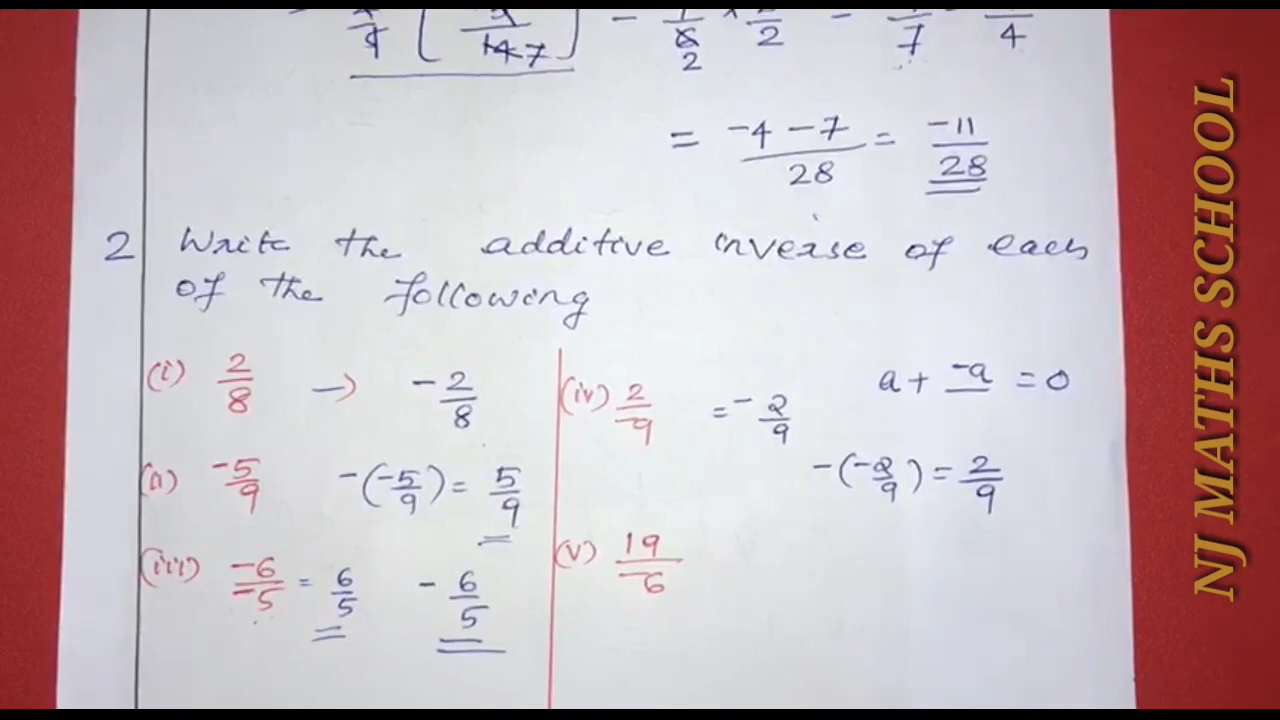 = -4 -7 / 28 = -11 / 28
2 Write the additive inverse of each
of the following
(i) 2/8 → -2/8
(ii) -5/9 -(-5/9) = 5/9
(iii) -6/-5 = 6/5 -6/5
(iv) 2/-9 = -2/9 a + -a = 0
-(-2/9) = 2/9
(v) 19/-6
NJ MATHS SCHOOL